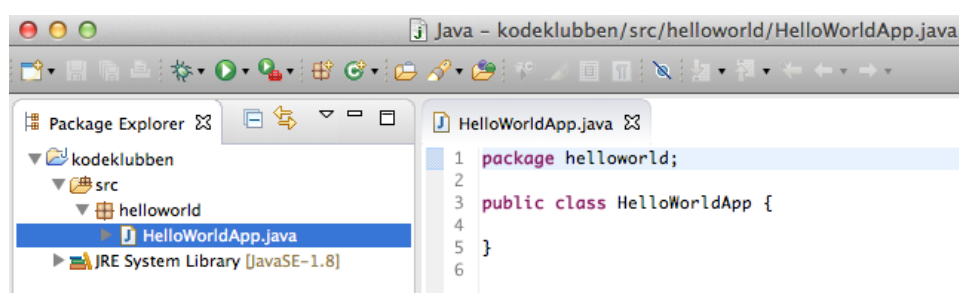 Java – kodeklubben/src/helloworld/HelloWorldApp.java
Package Explorer
kodeklubben
src
helloworld
HelloWorldApp.java
JRE System Library [JavaSE-1.8]
HelloWorldApp.java
1 package helloworld;
2
3 public class HelloWorldApp {
4
5 }
6